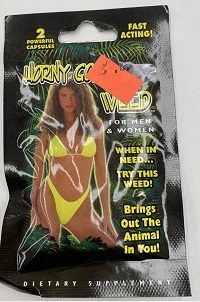 2
POWERFUL
CAPSULES
FAST
ACTING!
HORNY GO
WEED
FOR MEN
& WOMEN
WHEN IN
NEED...
TRY THIS
WEED!
Brings
Out The
Animal
In You!
DIETARY SUPPLEMENT